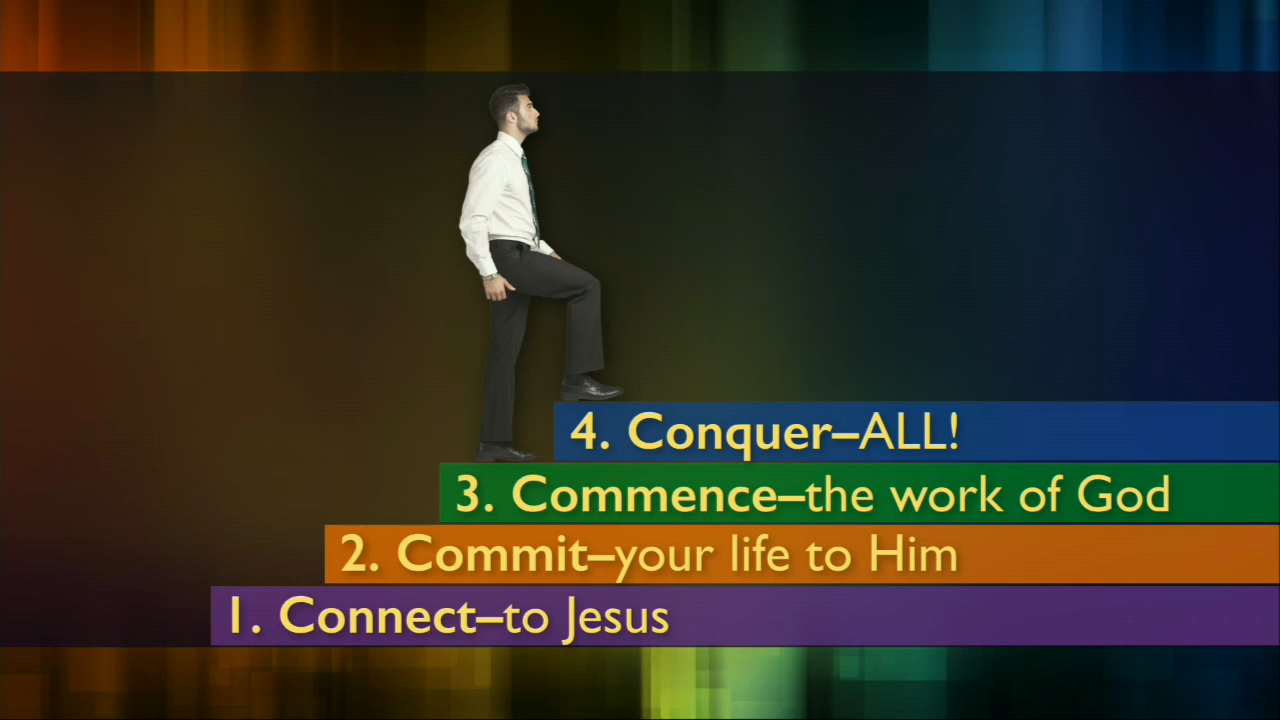 4. Conquer–ALL!
3. Commence–the work of God
2. Commit–your life to Him
1. Connect–to Jesus